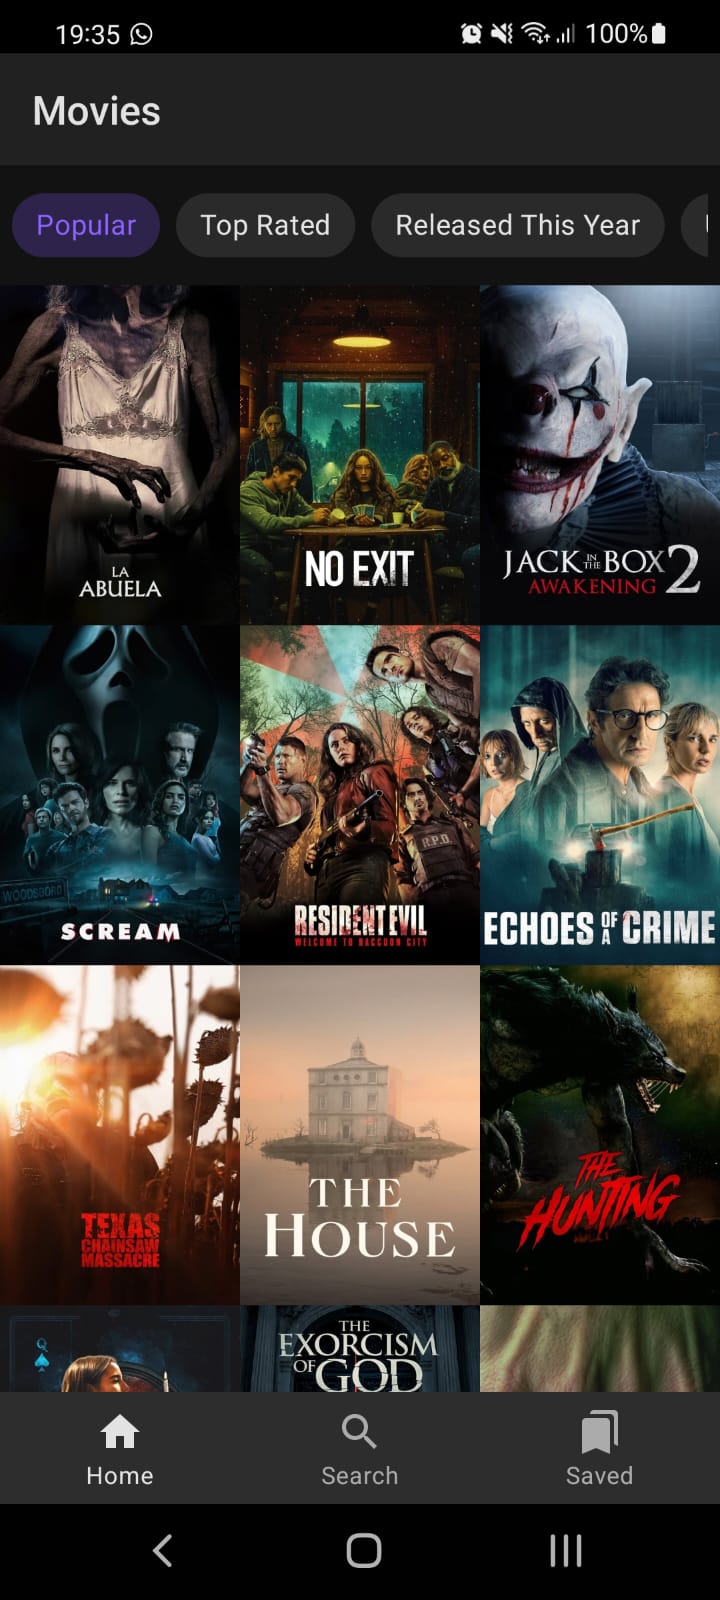 19:35 100%
Movies
Popular Top Rated Released This Year
LA
ABUELA
NO EXIT
JACK IN THE BOX 2
AWAKENING
WOODSBORO
SCREAM
R.P.D
RESIDENT EVIL
WELCOME TO RACCOON CITY
ECHOES OF A CRIME
TEXAS
CHAINSAW
MASSACRE
THE
HOUSE
THE
HUNTING
Q
THE
EXORCISM
OF GOD
Home Search Saved